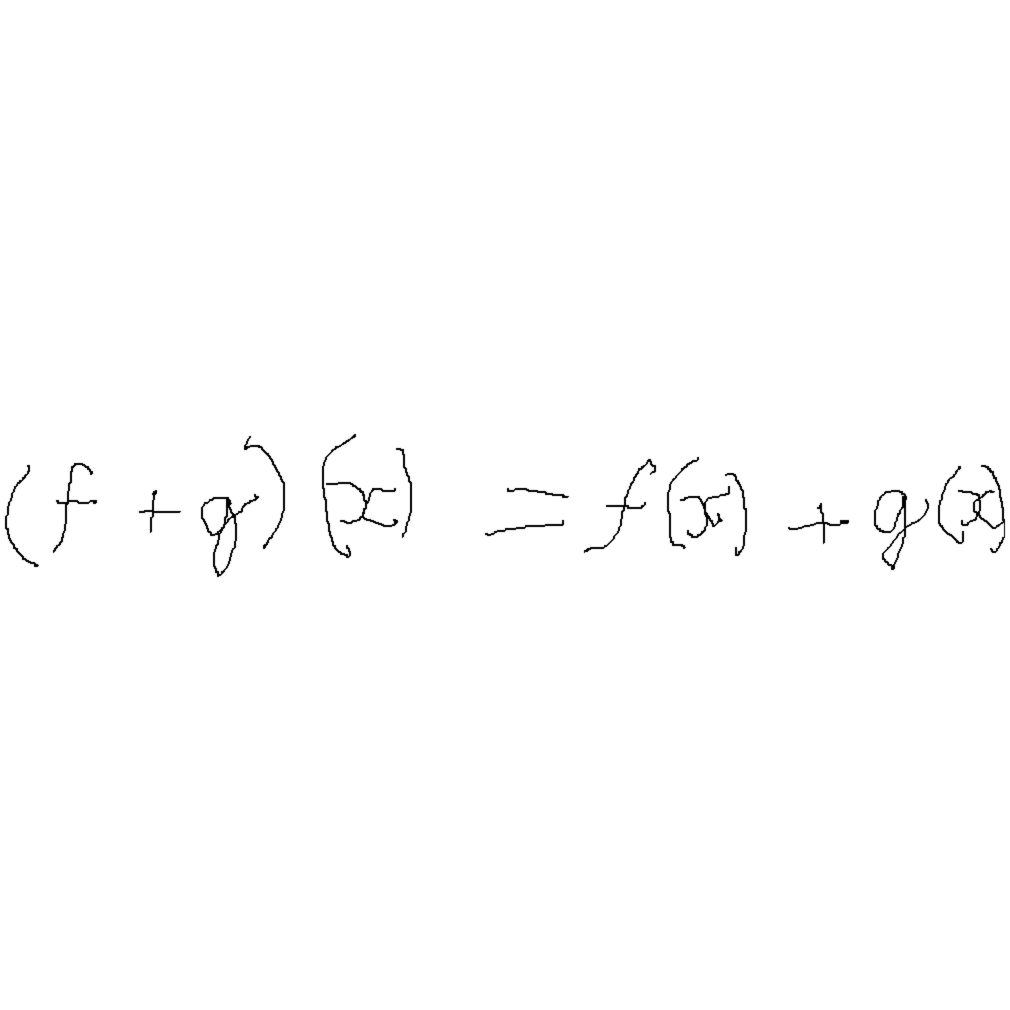 (f + g)(x) = f(x) + g(x)